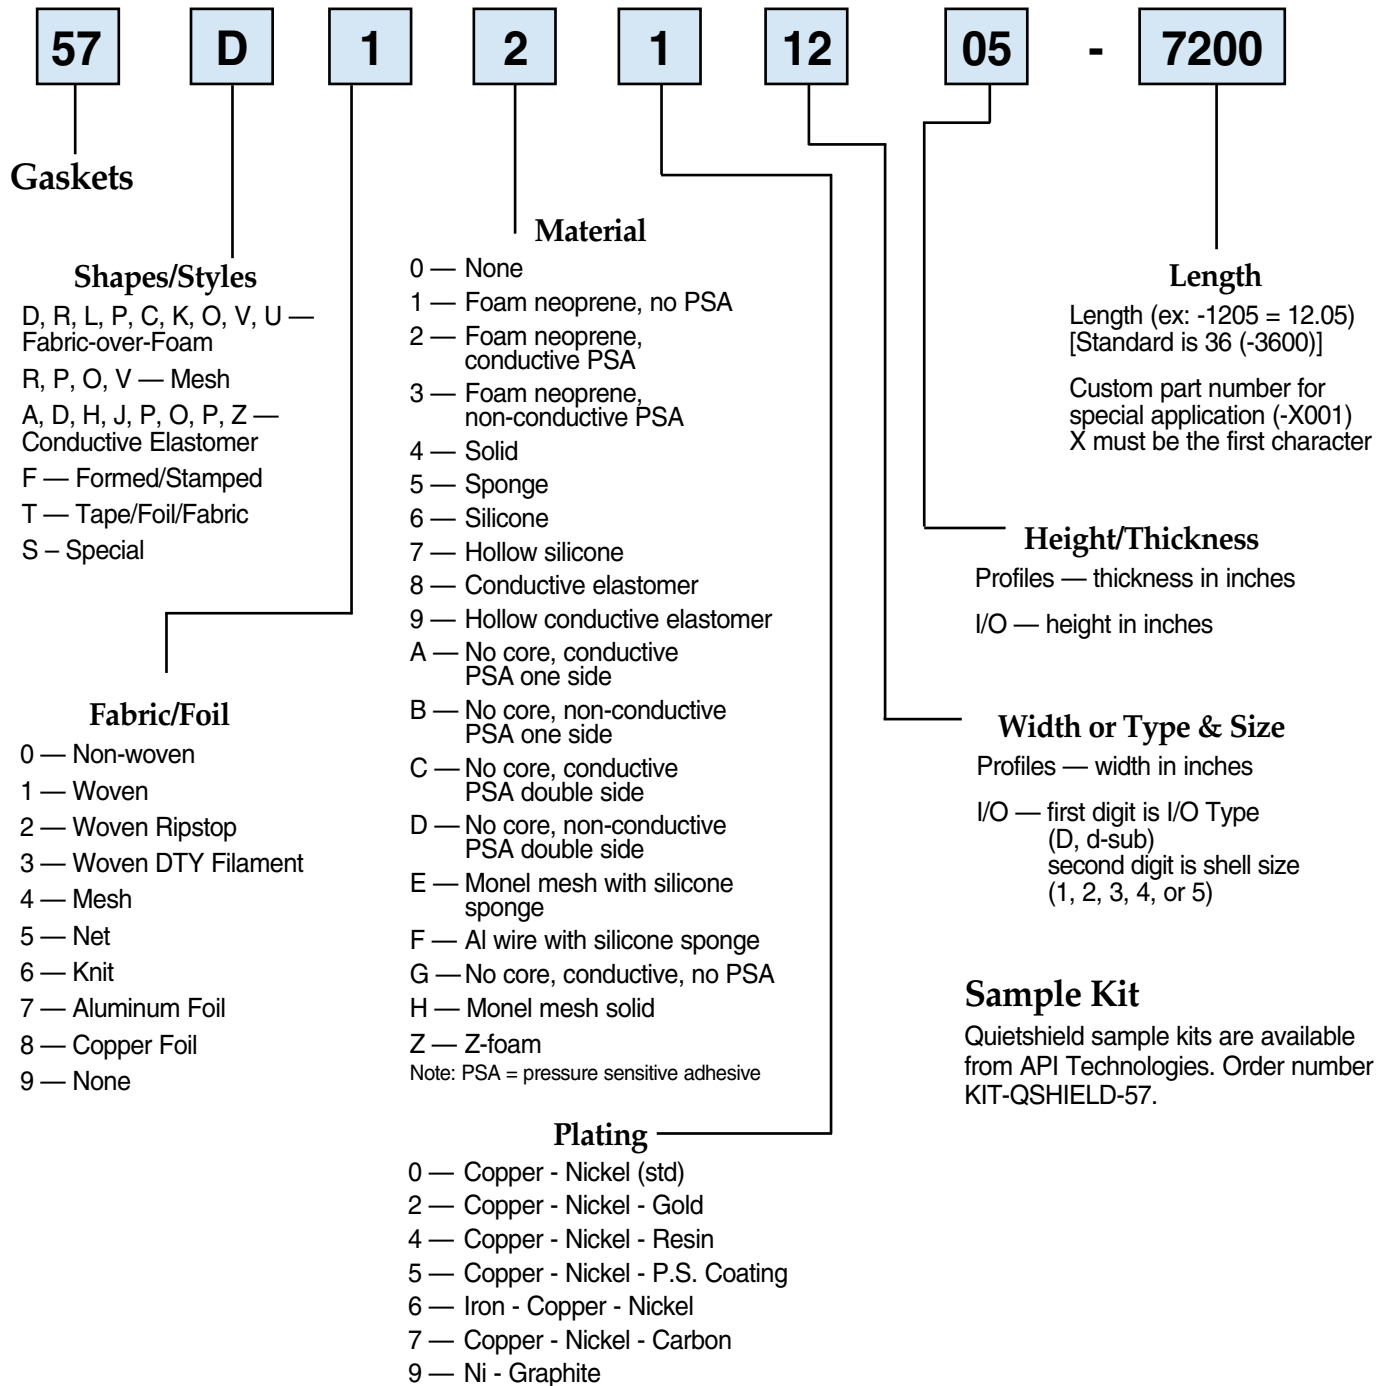 57 D 1 2 1 12 05 - 7200
Gaskets
Shapes/Styles
D, R, L, P, C, K, O, V, U —
Fabric-over-Foam
R, P, O, V — Mesh
A, D, H, J, P, O, P, Z —
Conductive Elastomer
F — Formed/Stamped
T — Tape/Foil/Fabric
S – Special
Fabric/Foil
0 — Non-woven
1 — Woven
2 — Woven Ripstop
3 — Woven DTY Filament
4 — Mesh
5 — Net
6 — Knit
7 — Aluminum Foil
8 — Copper Foil
9 — None
Material
0 — None
1 — Foam neoprene, no PSA
2 — Foam neoprene,
conductive PSA
3 — Foam neoprene,
non-conductive PSA
4 — Solid
5 — Sponge
6 — Silicone
7 — Hollow silicone
8 — Conductive elastomer
9 — Hollow conductive elastomer
A — No core, conductive
PSA one side
B — No core, non-conductive
PSA one side
C — No core, conductive
PSA double side
D — No core, non-conductive
PSA double side
E — Monel mesh with silicone
sponge
F — Al wire with silicone sponge
G — No core, conductive, no PSA
H — Monel mesh solid
Z — Z-foam
Note: PSA = pressure sensitive adhesive
Plating
0 — Copper - Nickel (std)
2 — Copper - Nickel - Gold
4 — Copper - Nickel - Resin
5 — Copper - Nickel - P.S. Coating
6 — Iron - Copper - Nickel
7 — Copper - Nickel - Carbon
9 — Ni - Graphite
Length
Length (ex: -1205 = 12.05)
[Standard is 36 (-3600)]
Custom part number for
special application (-X001)
X must be the first character
Height/Thickness
Profiles — thickness in inches
I/O — height in inches
Width or Type & Size
Profiles — width in inches
I/O — first digit is I/O Type
(D, d-sub)
second digit is shell size
(1, 2, 3, 4, or 5)
Sample Kit
Quietshield sample kits are available
from API Technologies. Order number
KIT-QSHIELD-57.